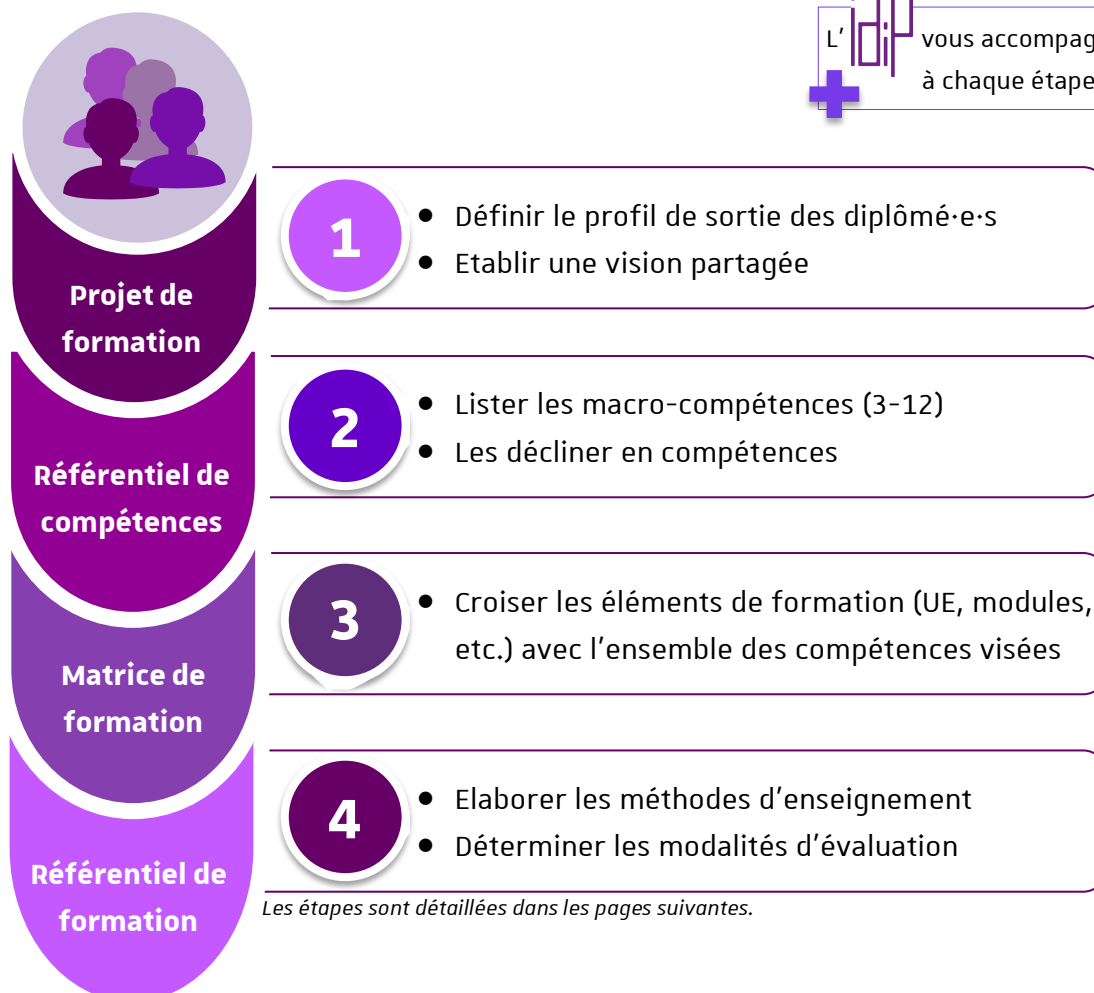 L’ vous accompag
à chaque étape
Projet de
formation
1
• Définir le profil de sortie des diplômé·e·s
• Etablir une vision partagée
Référentiel de
compétences
2
• Lister les macro-compétences (3-12)
• Les décliner en compétences
Matrice de
formation
3
• Croiser les éléments de formation (UE, modules,
etc.) avec l’ensemble des compétences visées
Référentiel de
formation
4
• Elaborer les méthodes d’enseignement
• Déterminer les modalités d’évaluation
Les étapes sont détaillées dans les pages suivantes.